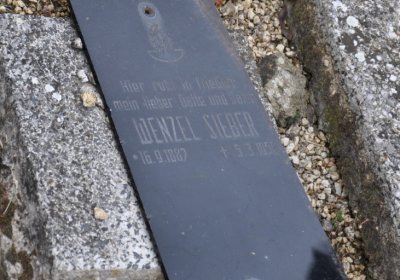 Hier ruht in Frieden
mein lieber Gatte und
WENZEL SIEBER
*16.9.1887 †